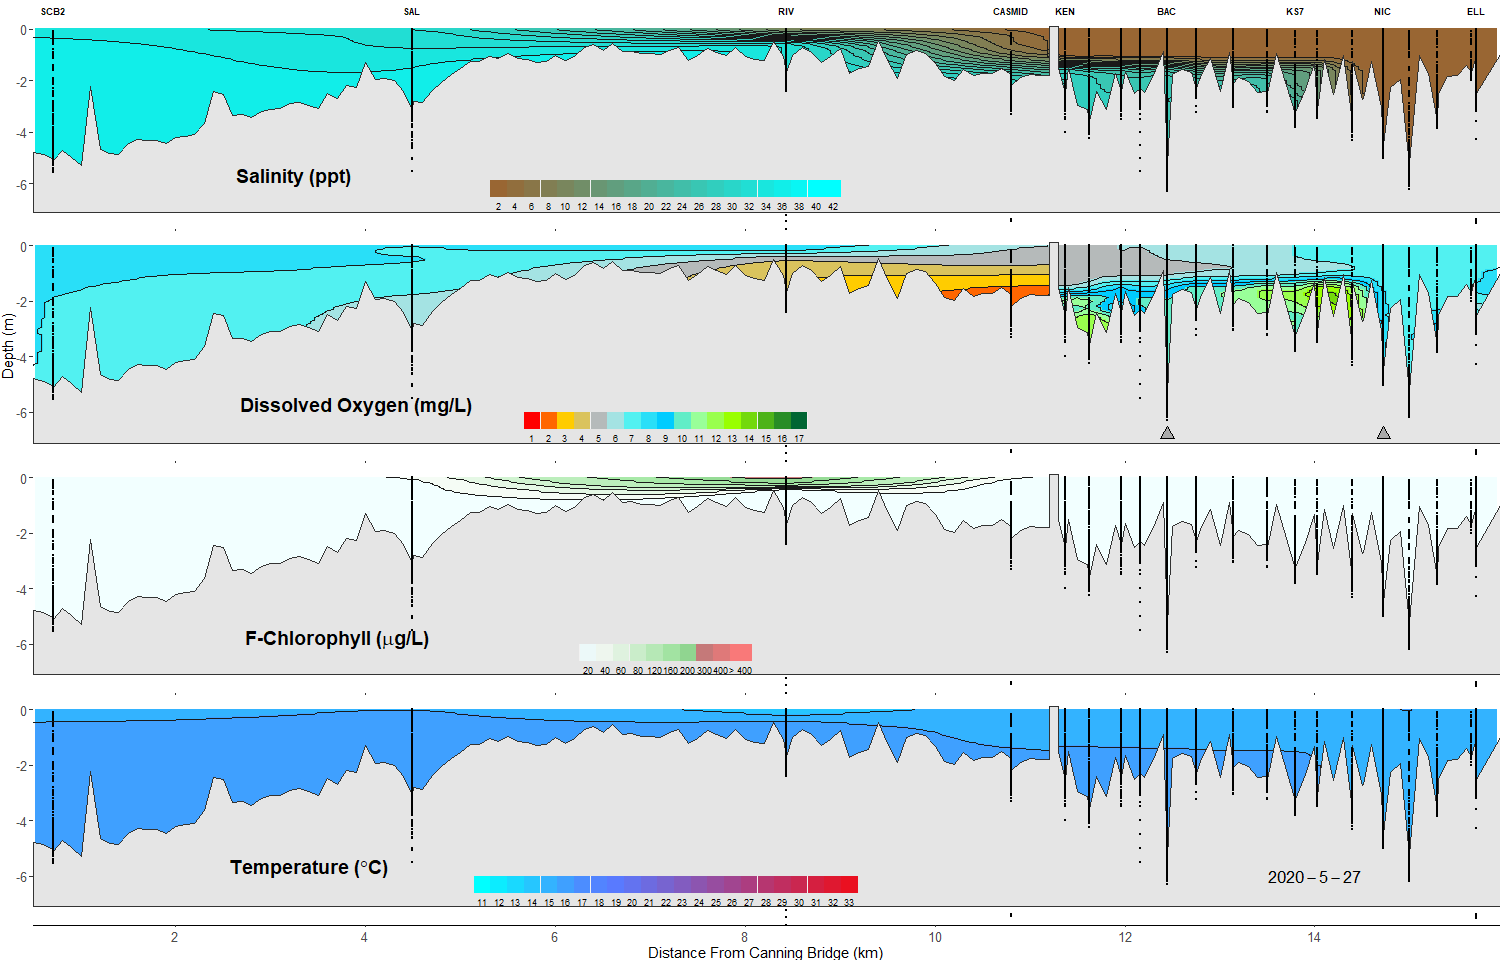 SCB2 SAL RIV CASMID KEN BAC KS7 NIC ELL
0
-2
-4
-6
Salinity (ppt)
2 4 6 8 10 12 14 16 18 20 22 24 26 28 30 32 34 36 38 40 42
0
-2
-4
-6
Depth (m)
Dissolved Oxygen (mg/L)
1 2 3 4 5 6 7 8 9 10 11 12 13 14 15 16 17
0
-2
-4
-6
F-Chlorophyll (μg/L)
20 40 60 80 120 160 200 300 400 > 400
0
-2
-4
-6
Temperature (°C)
2020 – 5 – 27
11 12 13 14 15 16 17 18 19 20 21 22 23 24 25 26 27 28 29 30 31 32 33
2 4 6 8 10 12 14
Distance From Canning Bridge (km)